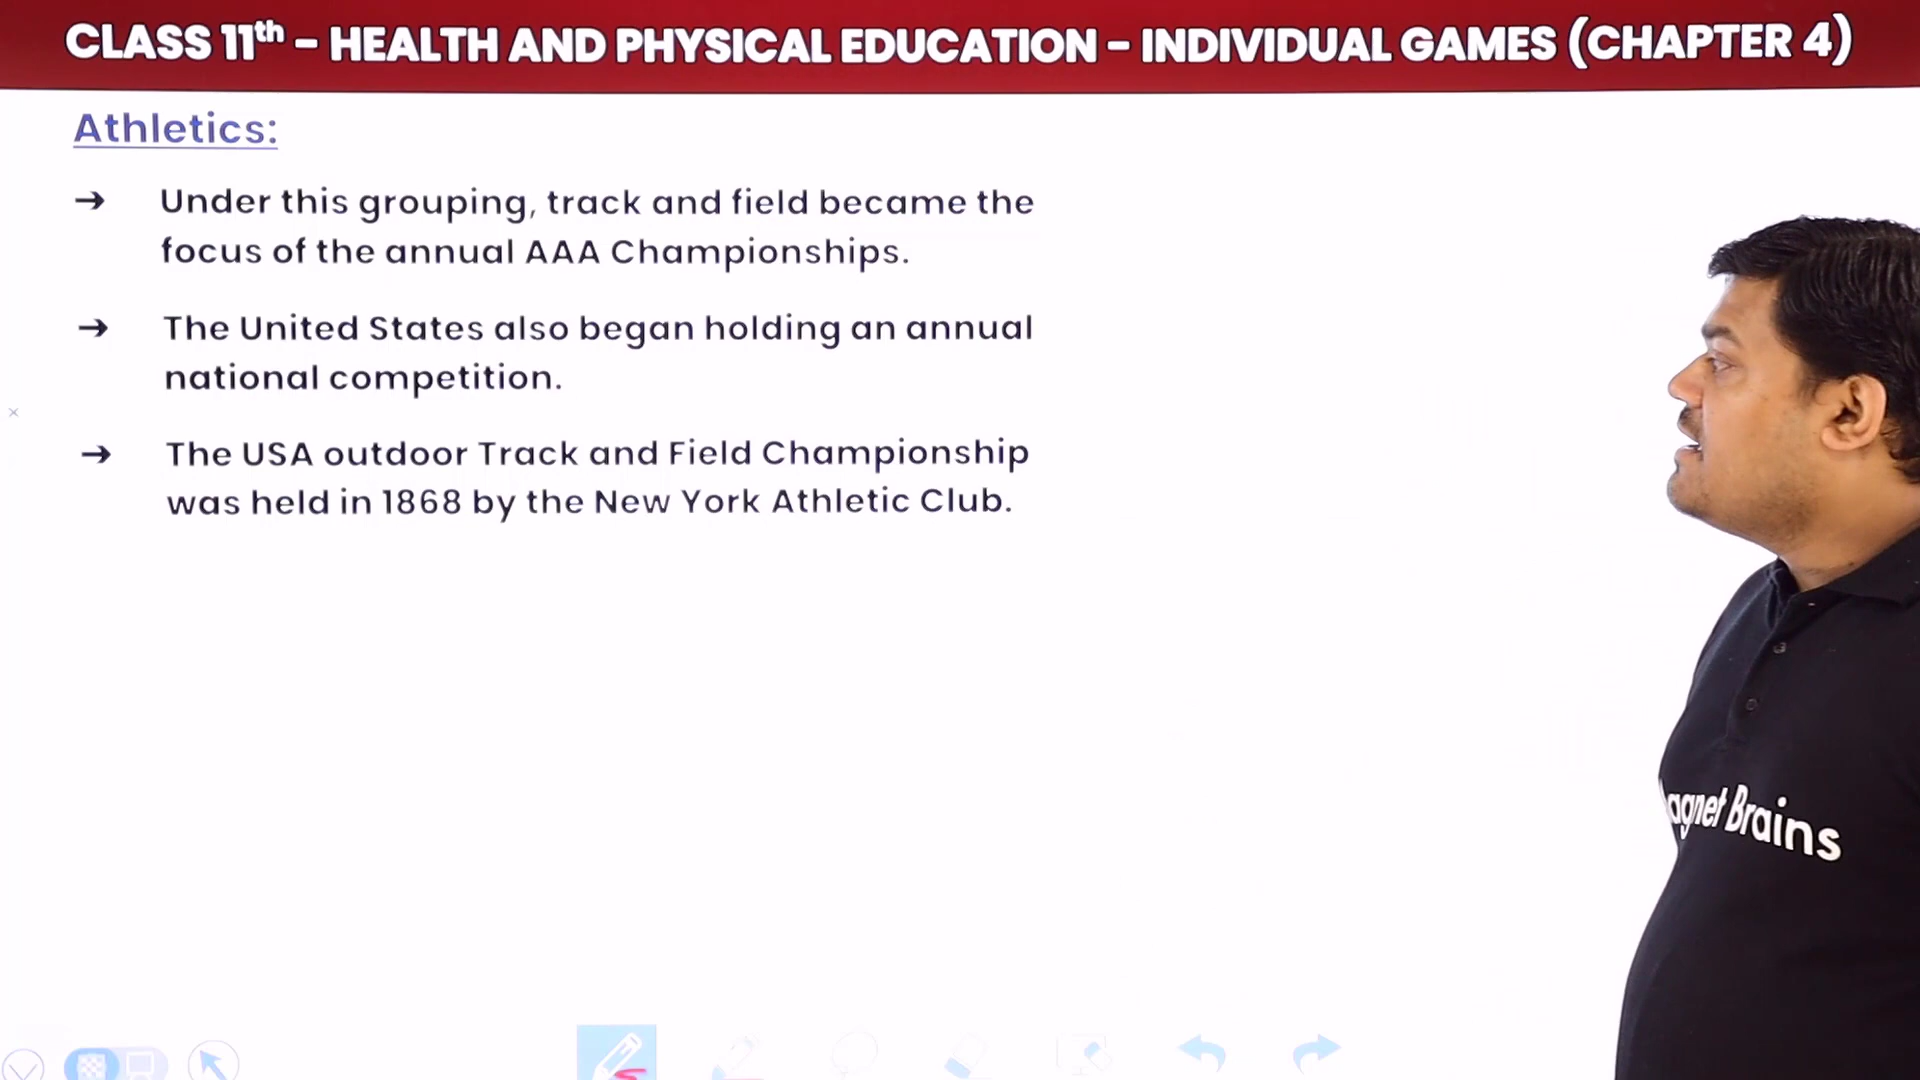 CLASS 11th – HEALTH AND PHYSICAL EDUCATION – INDIVIDUAL GAMES (CHAPTER 4)
Athletics:
→ Under this grouping, track and field became the
focus of the annual AAA Championships.
→ The United States also began holding an annual
national competition.
→ The USA outdoor Track and Field Championship
was held in 1868 by the New York Athletic Club.
agnet Brains